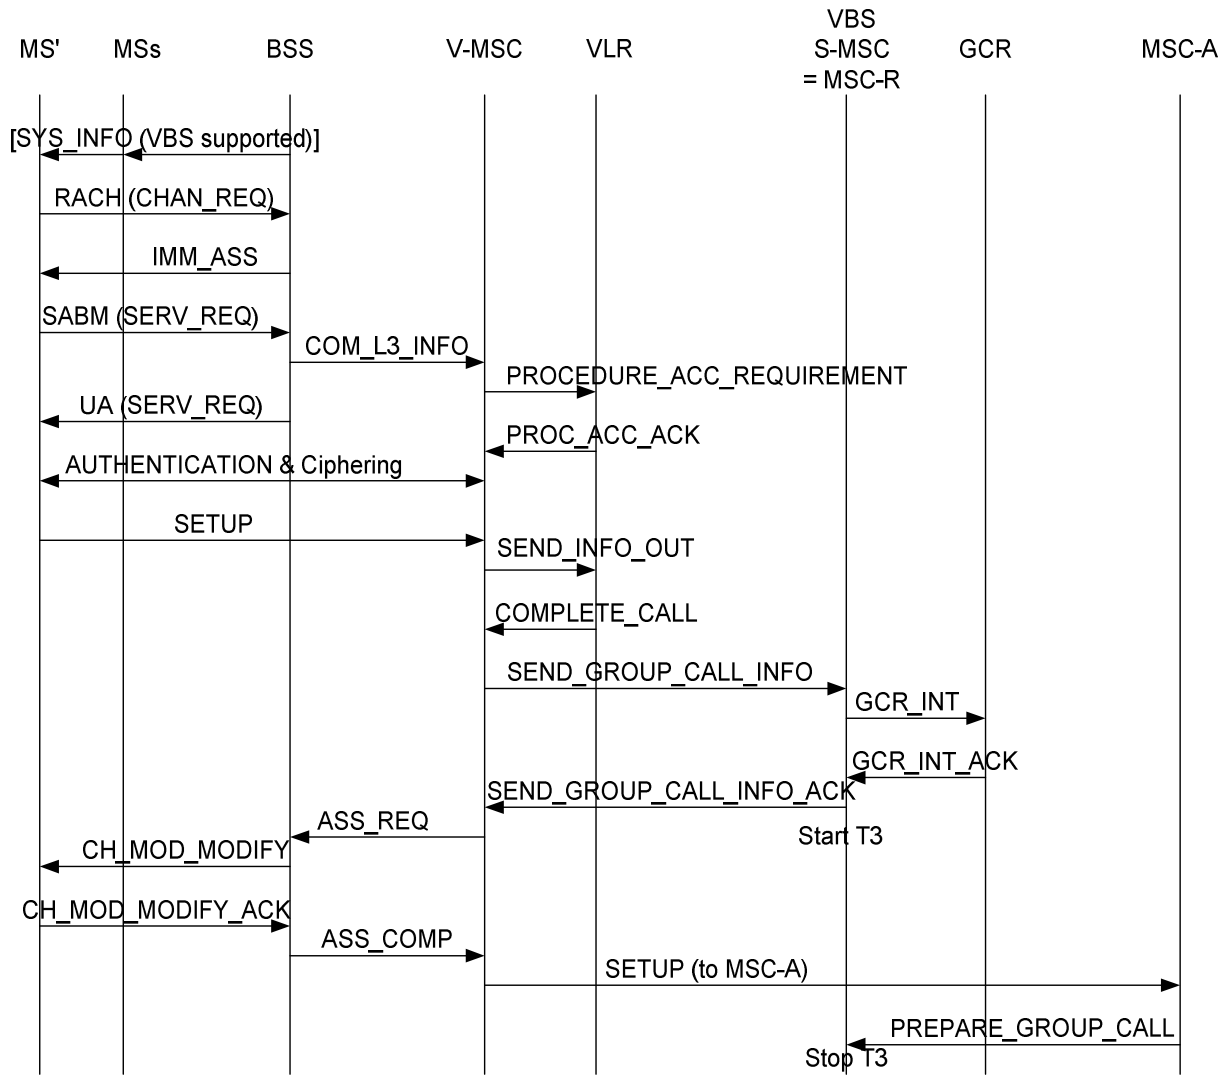 VBS
MS' MSs BSS V-MSC VLR S-MSC GCR MSC-A
= MSC-R
[SYS_INFO (VBS supported)]
RACH (CHAN_REQ)
IMM_ASS
SABM (SERV_REQ)
COM_L3_INFO
PROCEDURE_ACC_REQUIREMENT
UA (SERV_REQ)
PROC_ACC_ACK
AUTHENTICATION & Ciphering
SETUP
SEND_INFO_OUT
COMPLETE_CALL
SEND_GROUP_CALL_INFO
GCR_INT
GCR_INT_ACK
SEND_GROUP_CALL_INFO_ACK
ASS_REQ
Start T3
CH_MOD_MODIFY
CH_MOD_MODIFY_ACK
ASS_COMP
SETUP (to MSC-A)
PREPARE_GROUP_CALL
Stop T3